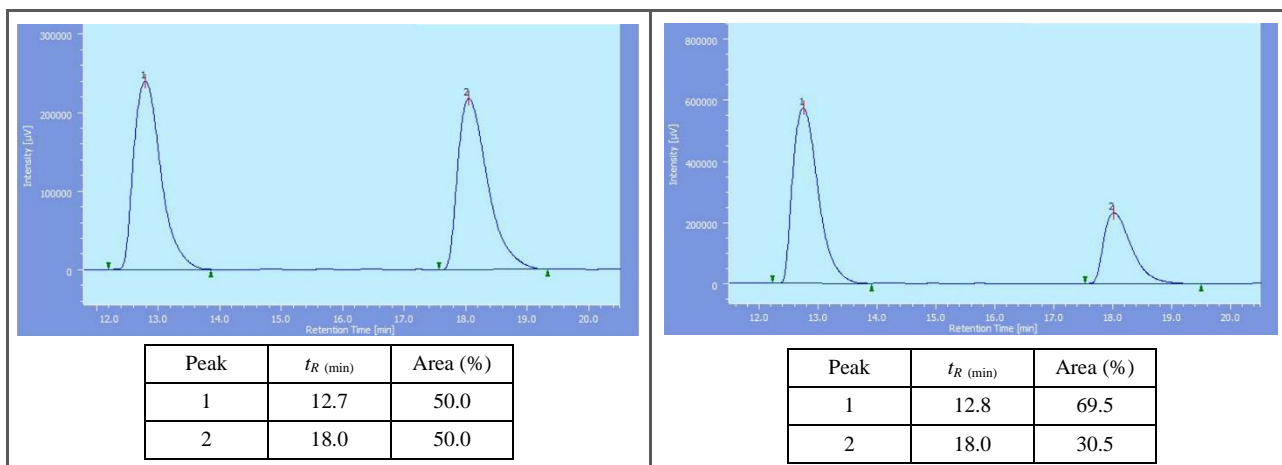 300000
200000
100000
0
Intensity [µV]
1
2
12.0 13.0 14.0 15.0 16.0 17.0 18.0 19.0 20.0
Retention Time [min]
Peak tR (min) Area (%)
1 12.7 50.0
2 18.0 50.0
800000
600000
400000
200000
0
Intensity [µV]
1
2
12.0 13.0 14.0 15.0 16.0 17.0 18.0 19.0 20.0
Retention Time [min]
Peak tR (min) Area (%)
1 12.8 69.5
2 18.0 30.5